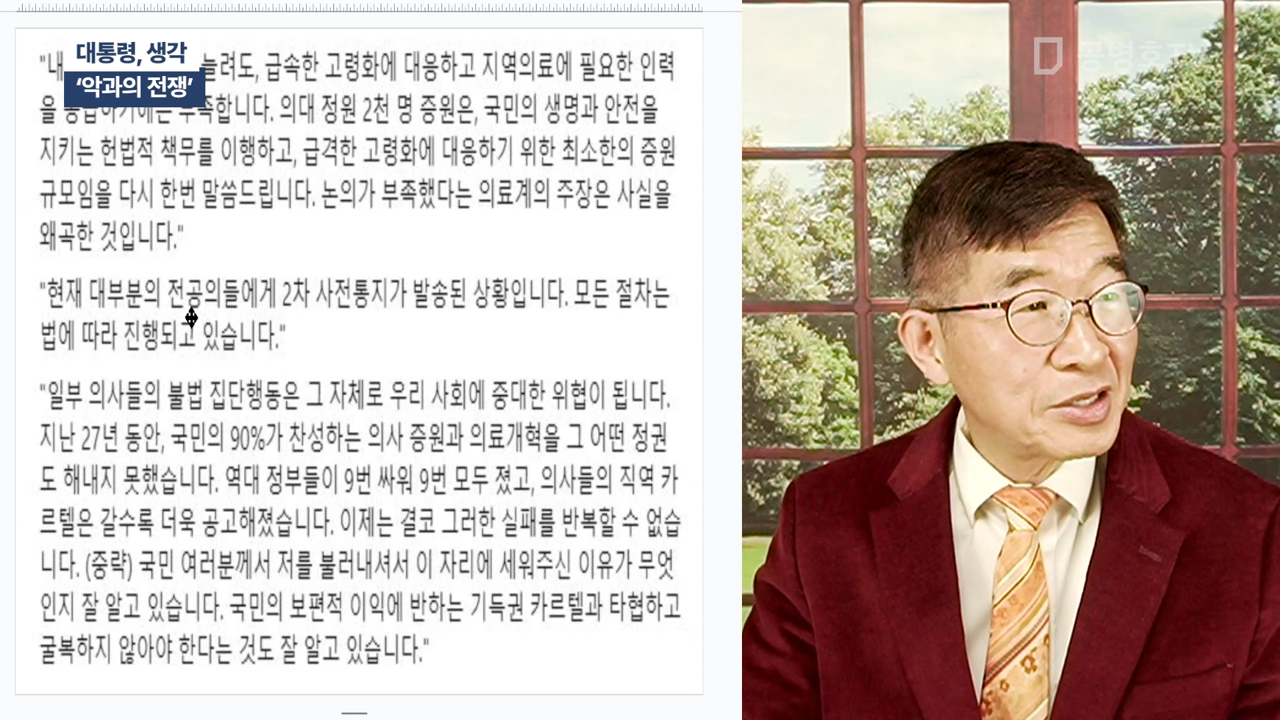 대통령, 생각
'악과의 전쟁'
"내 늘려도, 급속한 고령화에 대응하고 지역의료에 필요한 인력
을 공급하기에는 부족합니다. 의대 정원 2천 명 증원은, 국민의 생명과 안전을
지키는 헌법적 책무를 이행하고, 급격한 고령화에 대응하기 위한 최소한의 증원
규모임을 다시 한번 말씀드립니다. 논의가 부족했다는 의료계의 주장은 사실을
왜곡한 것입니다."
"현재 대부분의 전공의들에게 2차 사전통지가 발송된 상황입니다. 모든 절차는
법에 따라 진행되고 있습니다."
"일부 의사들의 불법 집단행동은 그 자체로 우리 사회에 중대한 위협이 됩니다.
지난 27년 동안, 국민의 90%가 찬성하는 의사 증원과 의료개혁을 그 어떤 정권
도 해내지 못했습니다. 역대 정부들이 9번 싸워 9번 모두 졌고, 의사들의 직역 카
르텔은 갈수록 더욱 공고해졌습니다. 이제는 결코 그러한 실패를 반복할 수 없습
니다. (중략) 국민 여러분께서 저를 불러내셔서 이 자리에 세워주신 이유가 무엇
인지 잘 알고 있습니다. 국민의 보편적 이익에 반하는 기득권 카르텔과 타협하고
굴복하지 않아야 한다는 것도 잘 알고 있습니다."